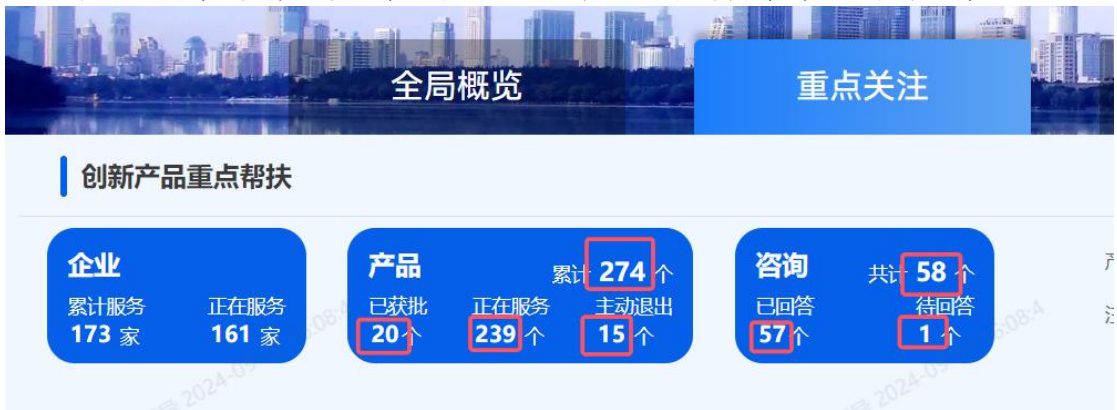 全局概览
重点关注
创新产品重点帮扶
企业
累计服务 正在服务
173 家 161 家
产品 累计 274 个
已获批 正在服务 主动退出
20 个 239 个 15 个
咨询 共计 58 个
已回答 待回答
57 个 1 个